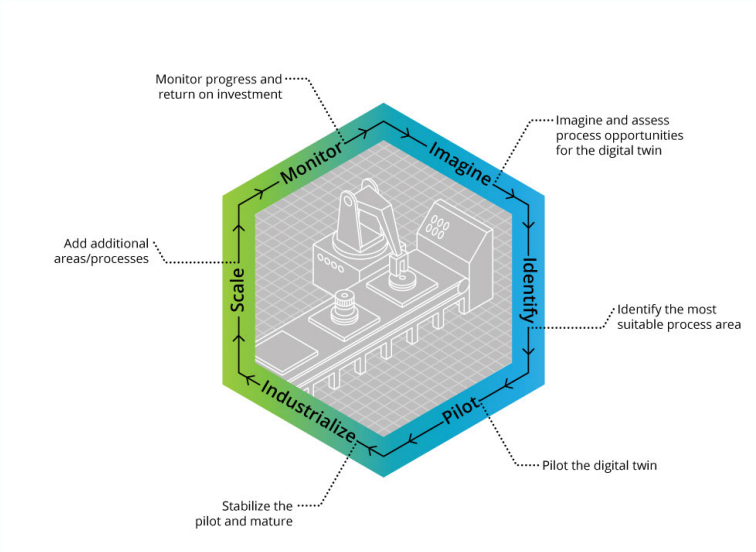 Monitor progress and
return on investment
Monitor
Imagine
Imagine and assess
process opportunities
for the digital twin
Add additional
areas/processes
Scale
Identify
Identify the most
suitable process area
Industrialize
Pilot
Pilot the digital twin
Stabilize the
pilot and mature